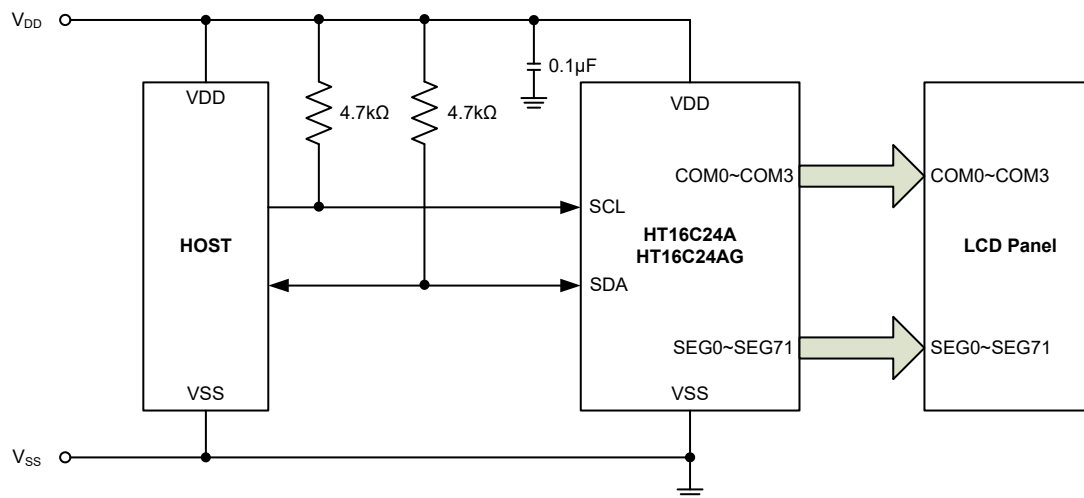 VDD
0.1µF
VDD
4.7kΩ
4.7kΩ
VDD
COM0~COM3
COM0~COM3
SCL
HOST
HT16C24A
HT16C24AG
LCD Panel
SDA
SEG0~SEG71
SEG0~SEG71
VSS
VSS
VSS